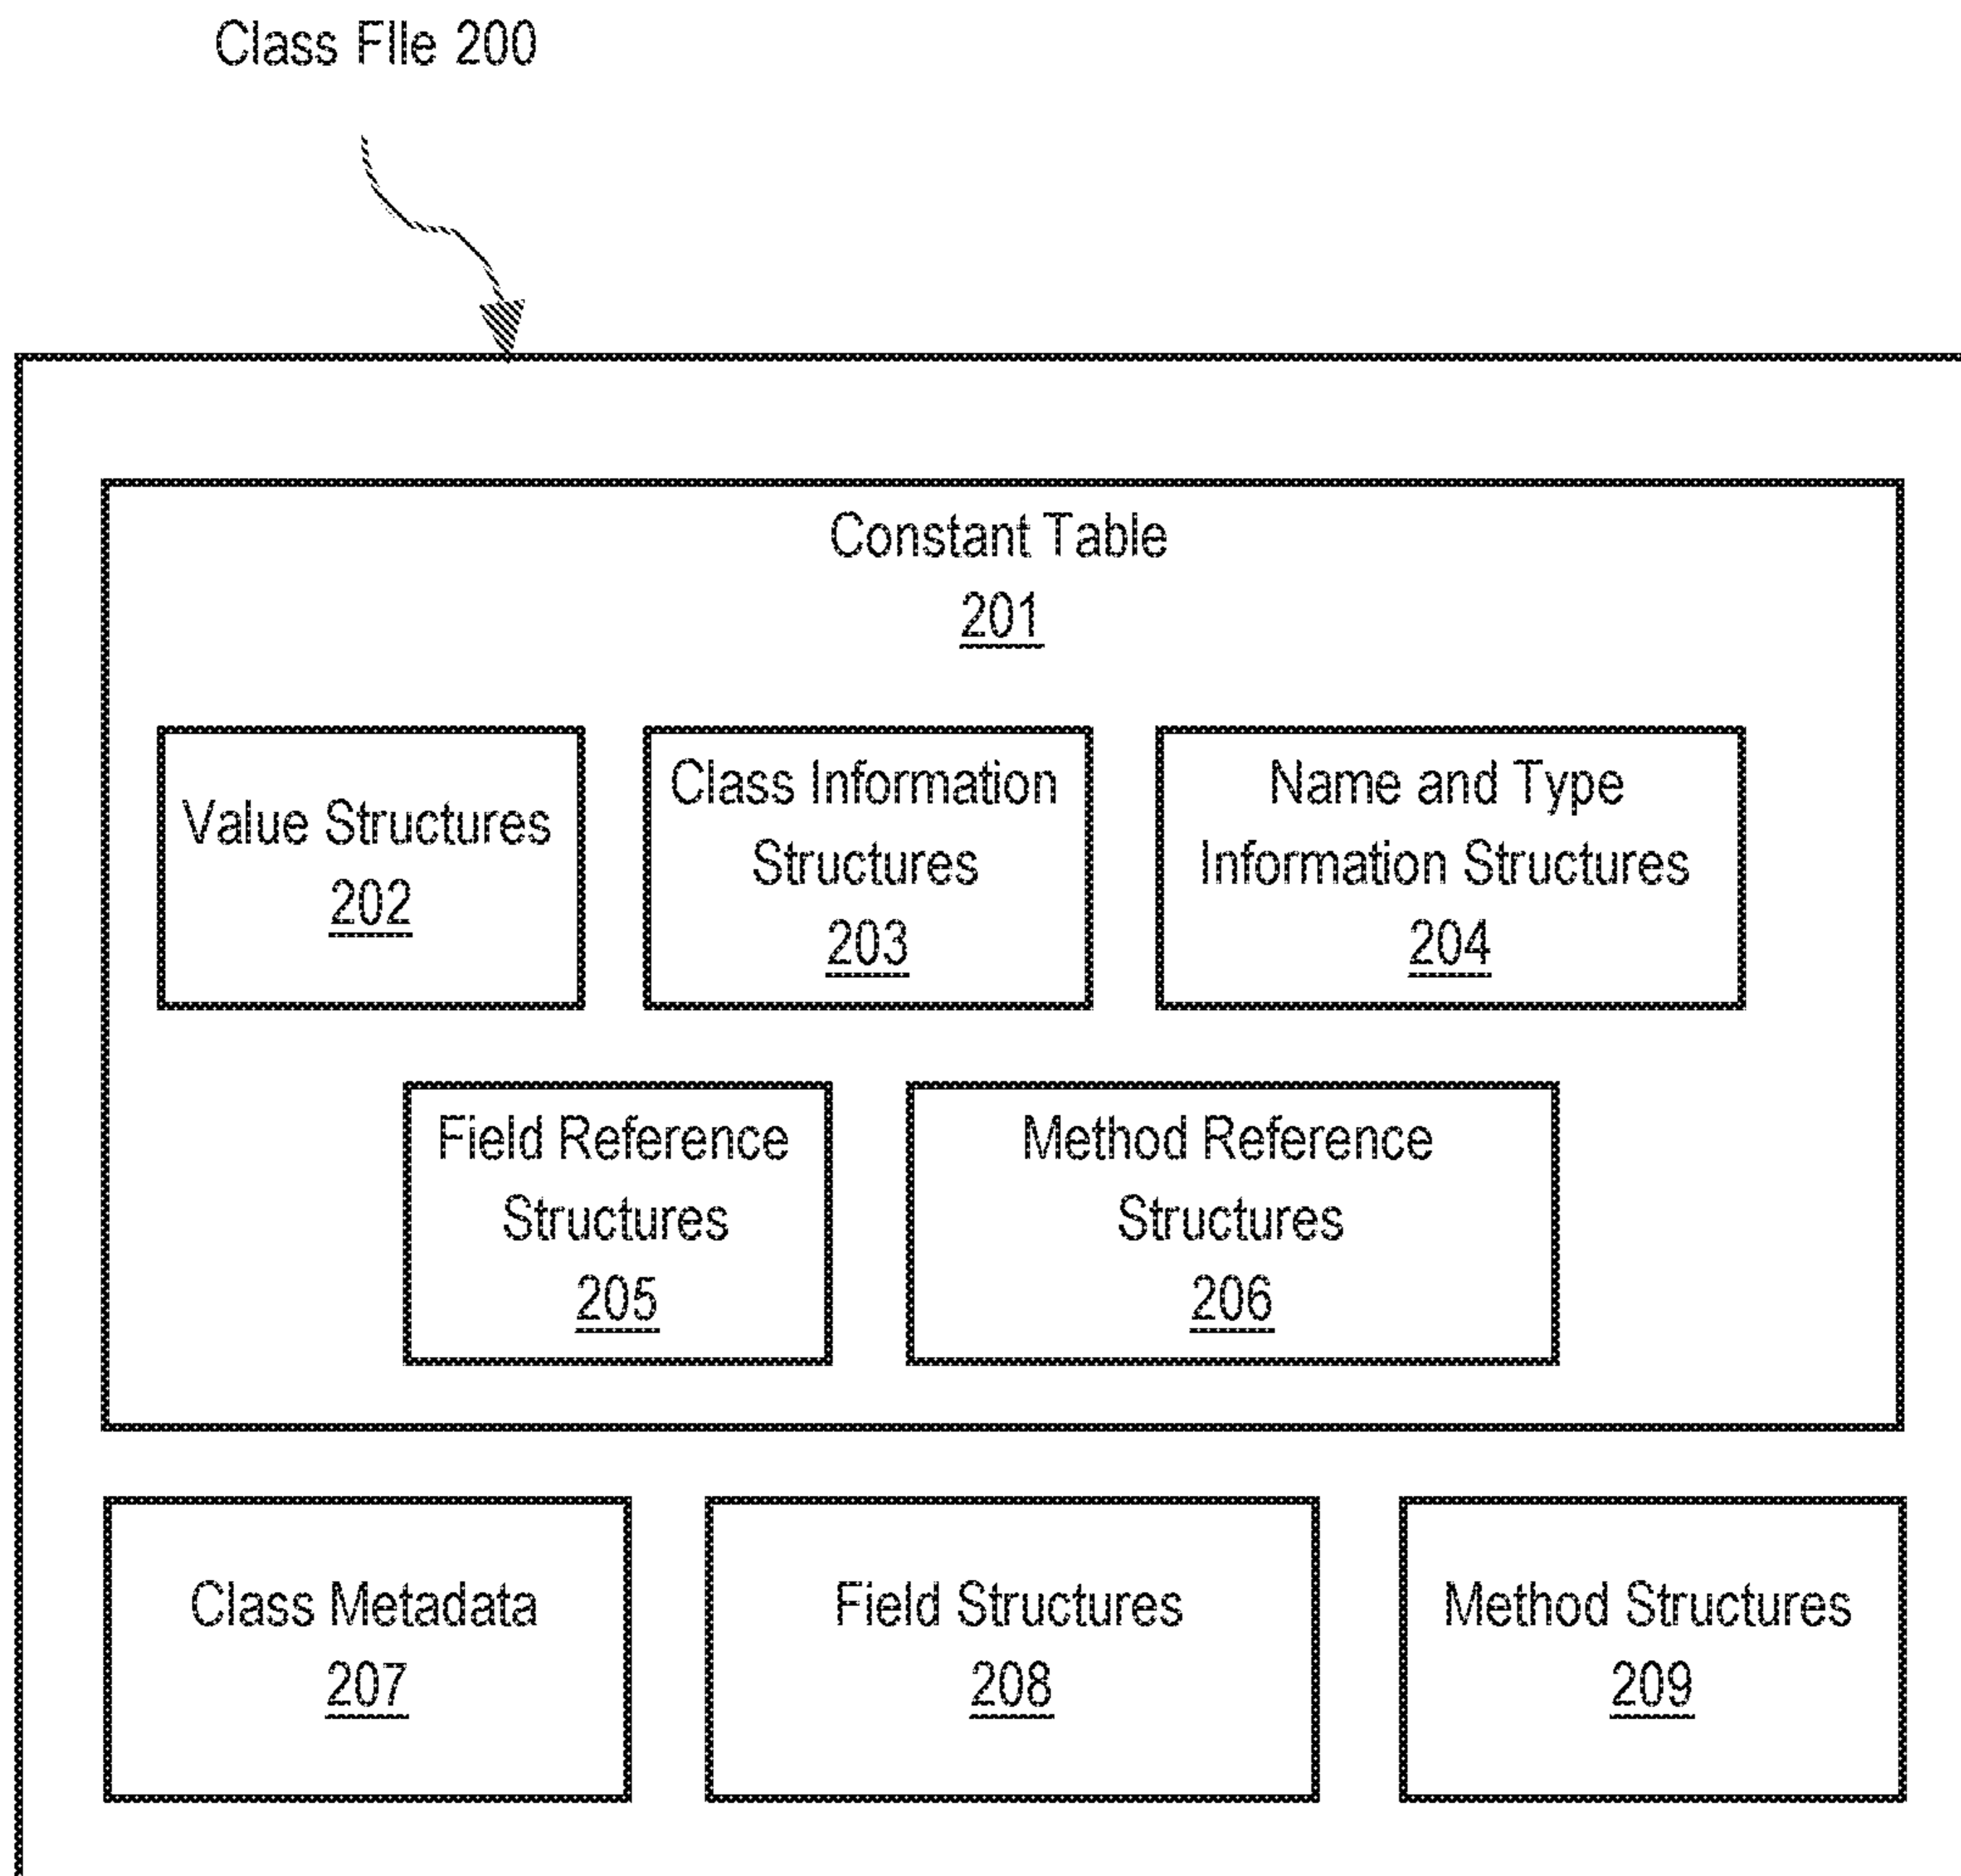 Class FIle 200
Constant Table
201
Value Structures
202
Class Information
Structures
203
Name and Type
Information Structures
204
Field Reference
Structures
205
Method Reference
Structures
206
Class Metadata
207
Field Structures
208
Method Structures
209